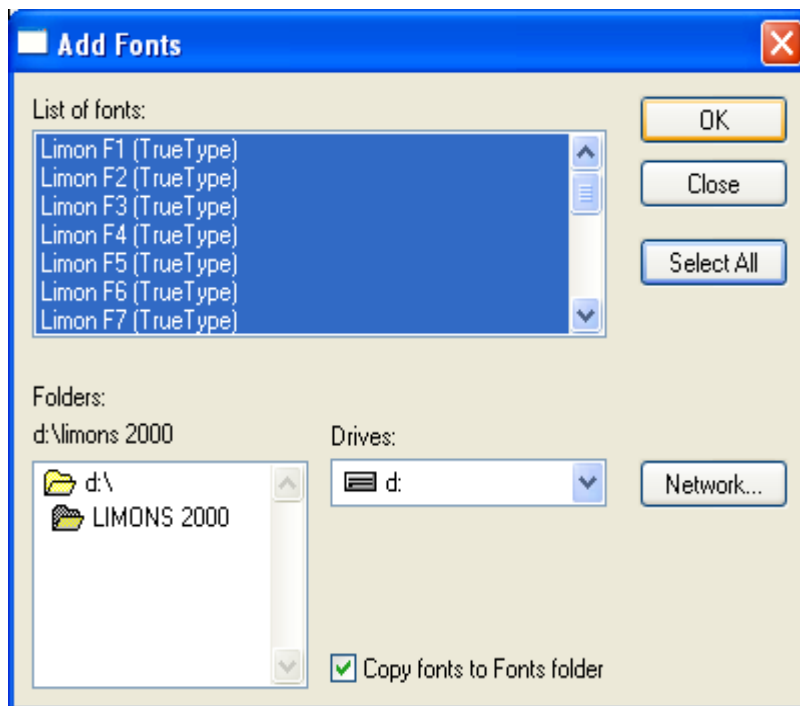 Add Fonts
List of fonts:
Limon F1 (TrueType)
Limon F2 (TrueType)
Limon F3 (TrueType)
Limon F4 (TrueType)
Limon F5 (TrueType)
Limon F6 (TrueType)
Limon F7 (TrueType)
OK
Close
Select All
Folders:
d:\limons 2000
d:\
LIMONS 2000
Drives:
d:
Network...
Copy fonts to Fonts folder